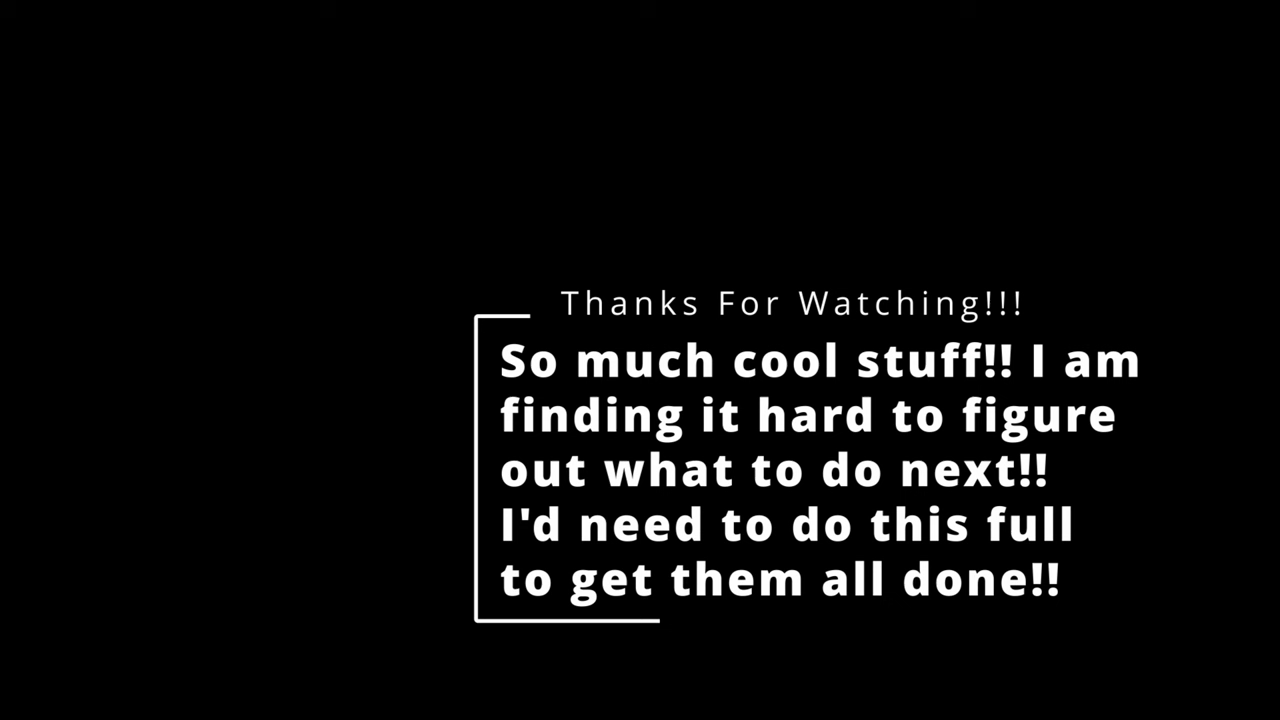 Thanks For Watching!!!
So much cool stuff!! I am
finding it hard to figure
out what to do next!!
I'd need to do this full
to get them all done!!